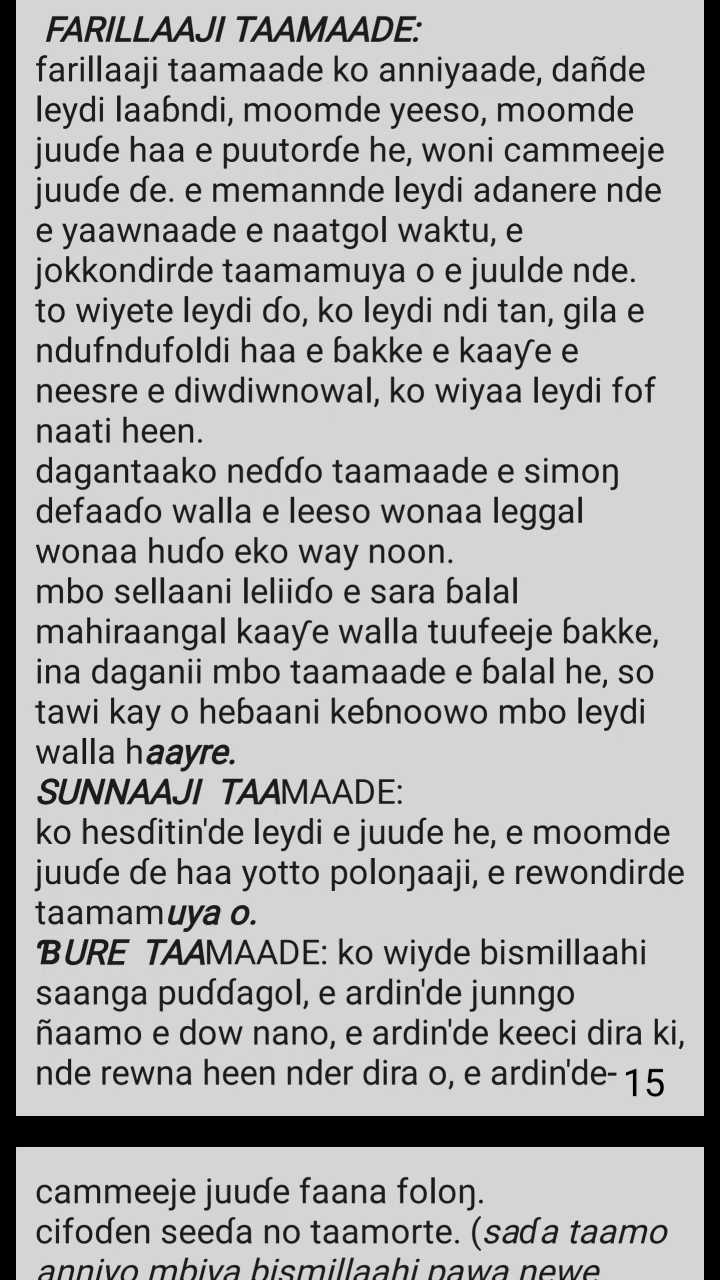 FARILLAAJI TAAMAADE:
farillaaji taamaade ko anniyaade, dañde
leydi laaɓndi, moomde yeeso, moomde
juuɗe haa e puutorɗe he, woni cammeeje
juuɗe ɗe. e memannde leydi adanere nde
e yaawnaade e naatgol waktu, e
jokkondirde taamamuya o e juulde nde.
to wiyete leydi ɗo, ko leydi ndi tan, gila e
ndufndufoldi haa e ɓakke e kaaƴe e
neesre e diwdiwnowal, ko wiyaa leydi fof
naati heen.
dagantaako neɗɗo taamaade e simoŋ
defaaɗo walla e leeso wonaa leggal
wonaa huɗo eko way noon.
mbo sellaani leliiɗo e sara ɓalal
mahiraangal kaaƴe walla tuufeeje ɓakke,
ina daganii mbo taamaade e ɓalal he, so
tawi kay o heɓaani keɓnoowo mbo leydi
walla haayre.
SUNNAAJI TAAMAADE:
ko hesɗitin'de leydi e juuɗe he, e moomde
juuɗe ɗe haa yotto poloŋaaji, e rewondirde
taamamuya o.
ƁURE TAAMAADE: ko wiyde bismillaahi
saanga puɗɗagol, e ardin'de junngo
ñaamo e dow nano, e ardin'de keeci dira ki,
nde rewna heen nder dira o, e ardin'de- 15
cammeeje juuɗe faana foloŋ.
cifoɗen seeɗa no taamorte. (saɗa taamo
anniyo mbiya bismillaahi pawa newe